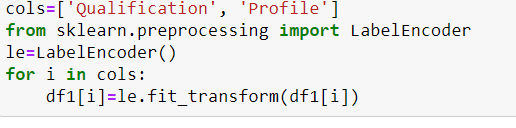 cols=['Qualification', 'Profile']
from sklearn.preprocessing import LabelEncoder
le=LabelEncoder()
for i in cols:
    df1[i]=le.fit_transform(df1[i])